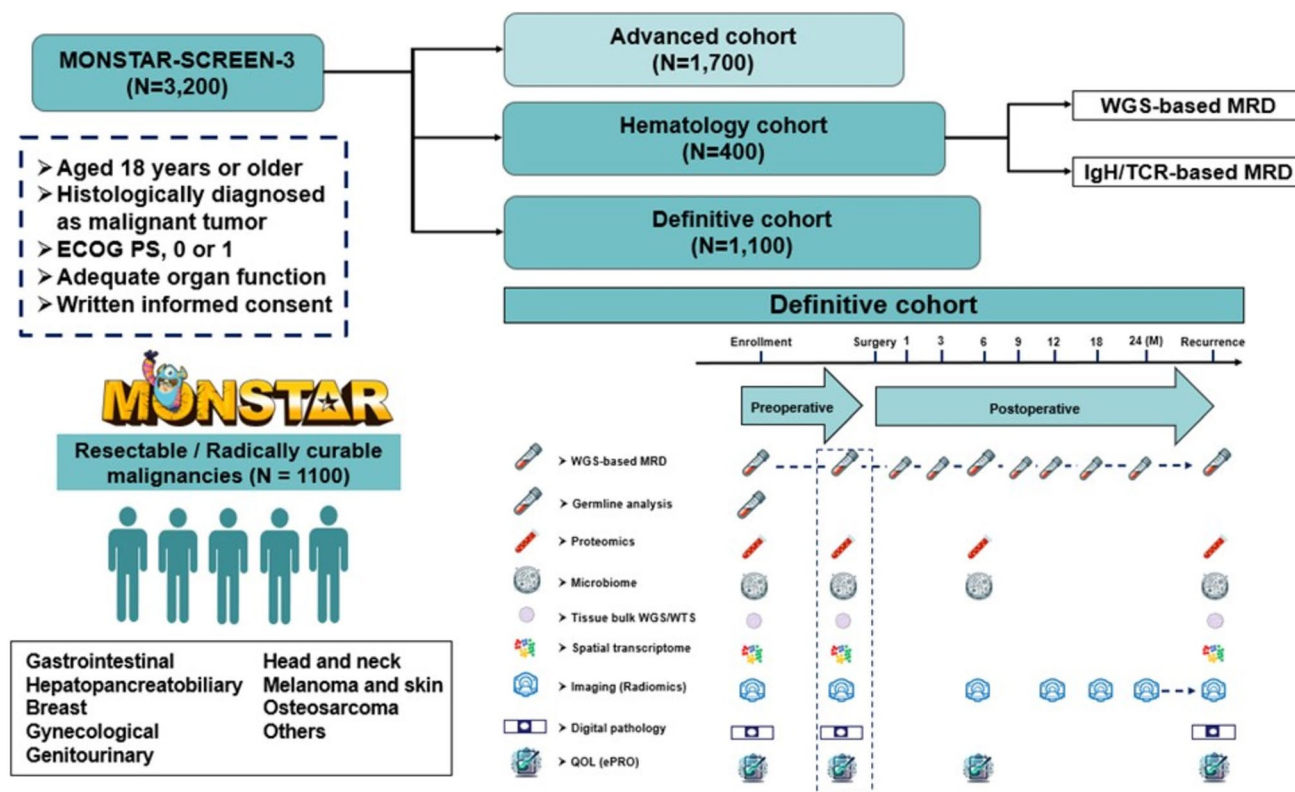 MONSTAR-SCREEN-3
(N=3,200)
Advanced cohort
(N=1,700)
Hematology cohort
(N=400)
Definitive cohort
(N=1,100)
WGS-based MRD
IgH/TCR-based MRD
➢ Aged 18 years or older
➢ Histologically diagnosed
as malignant tumor
➢ ECOG PS, 0 or 1
➢ Adequate organ function
➢ Written informed consent
MONSTAR
Resectable / Radically curable
malignancies (N = 1100)
Gastrointestinal
Hepatopancreatobiliary
Breast
Gynecological
Genitourinary
Head and neck
Melanoma and skin
Osteosarcoma
Others
Definitive cohort
Enrollment Surgery 1 3 6 9 12 18 24 (M) Recurrence
Preoperative Postoperative
➢ WGS-based MRD
➢ Germline analysis
➢ Proteomics
➢ Microbiome
➢ Tissue bulk WGS/WTS
➢ Spatial transcriptome
➢ Imaging (Radiomics)
➢ Digital pathology
➢ QOL (ePRO)